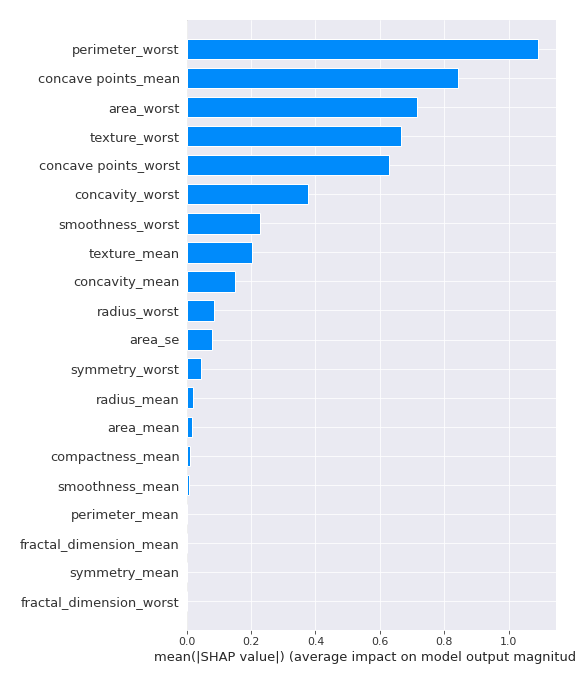 perimeter_worst
concave points_mean
area_worst
texture_worst
concave points_worst
concavity_worst
smoothness_worst
texture_mean
concavity_mean
radius_worst
area_se
symmetry_worst
radius_mean
area_mean
compactness_mean
smoothness_mean
perimeter_mean
fractal_dimension_mean
symmetry_mean
fractal_dimension_worst
0.0 0.2 0.4 0.6 0.8 1.0
mean(|SHAP value|) (average impact on model output magnitud